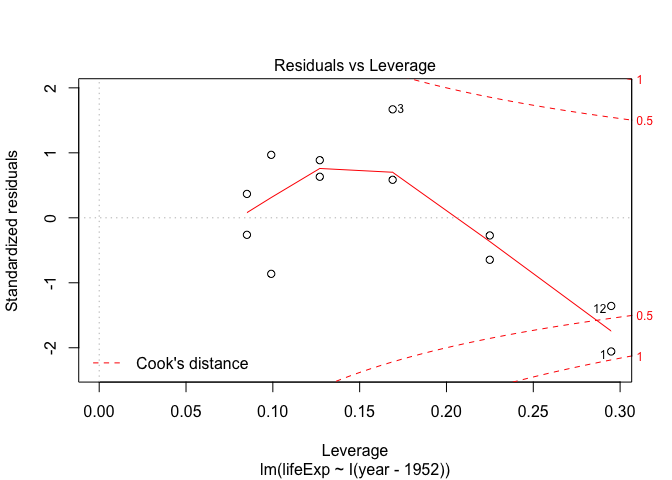 Residuals vs Leverage
Standardized residuals
2
1
0
-1
-2
3
12
1
1
0.5
0.5
1
Cook's distance
0.00 0.05 0.10 0.15 0.20 0.25 0.30
Leverage
lm(lifeExp ~ I(year - 1952))